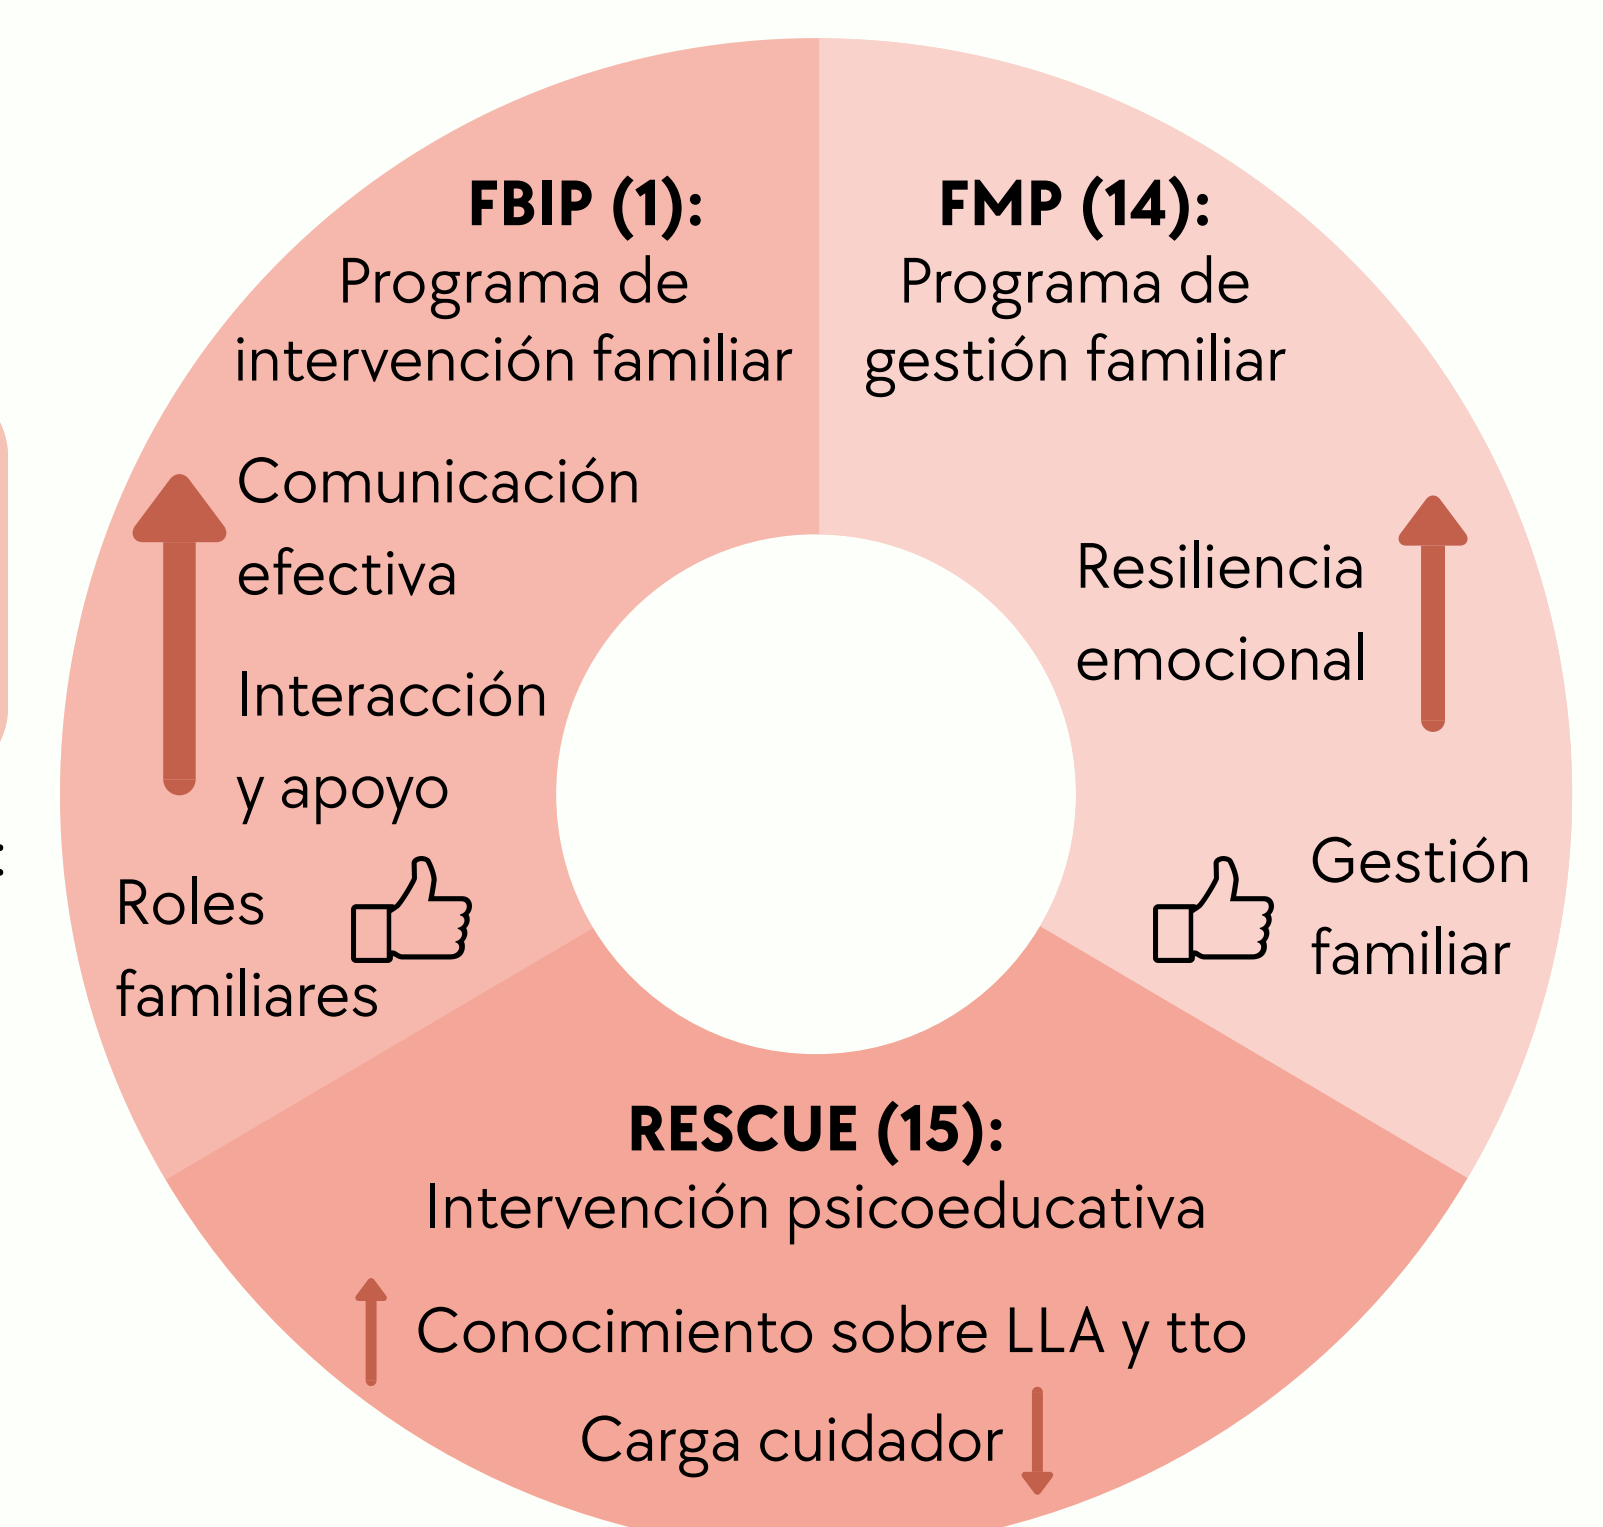 FBIP (1):
Programa de
intervención familiar
Comunicación
efectiva
Interacción
y apoyo
Roles
familiares
FMP (14):
Programa de
gestión familiar
Resiliencia
emocional
Gestión
familiar
RESCUE (15):
Intervención psicoeducativa
Conocimiento sobre LLA y tto
Carga cuidador
: